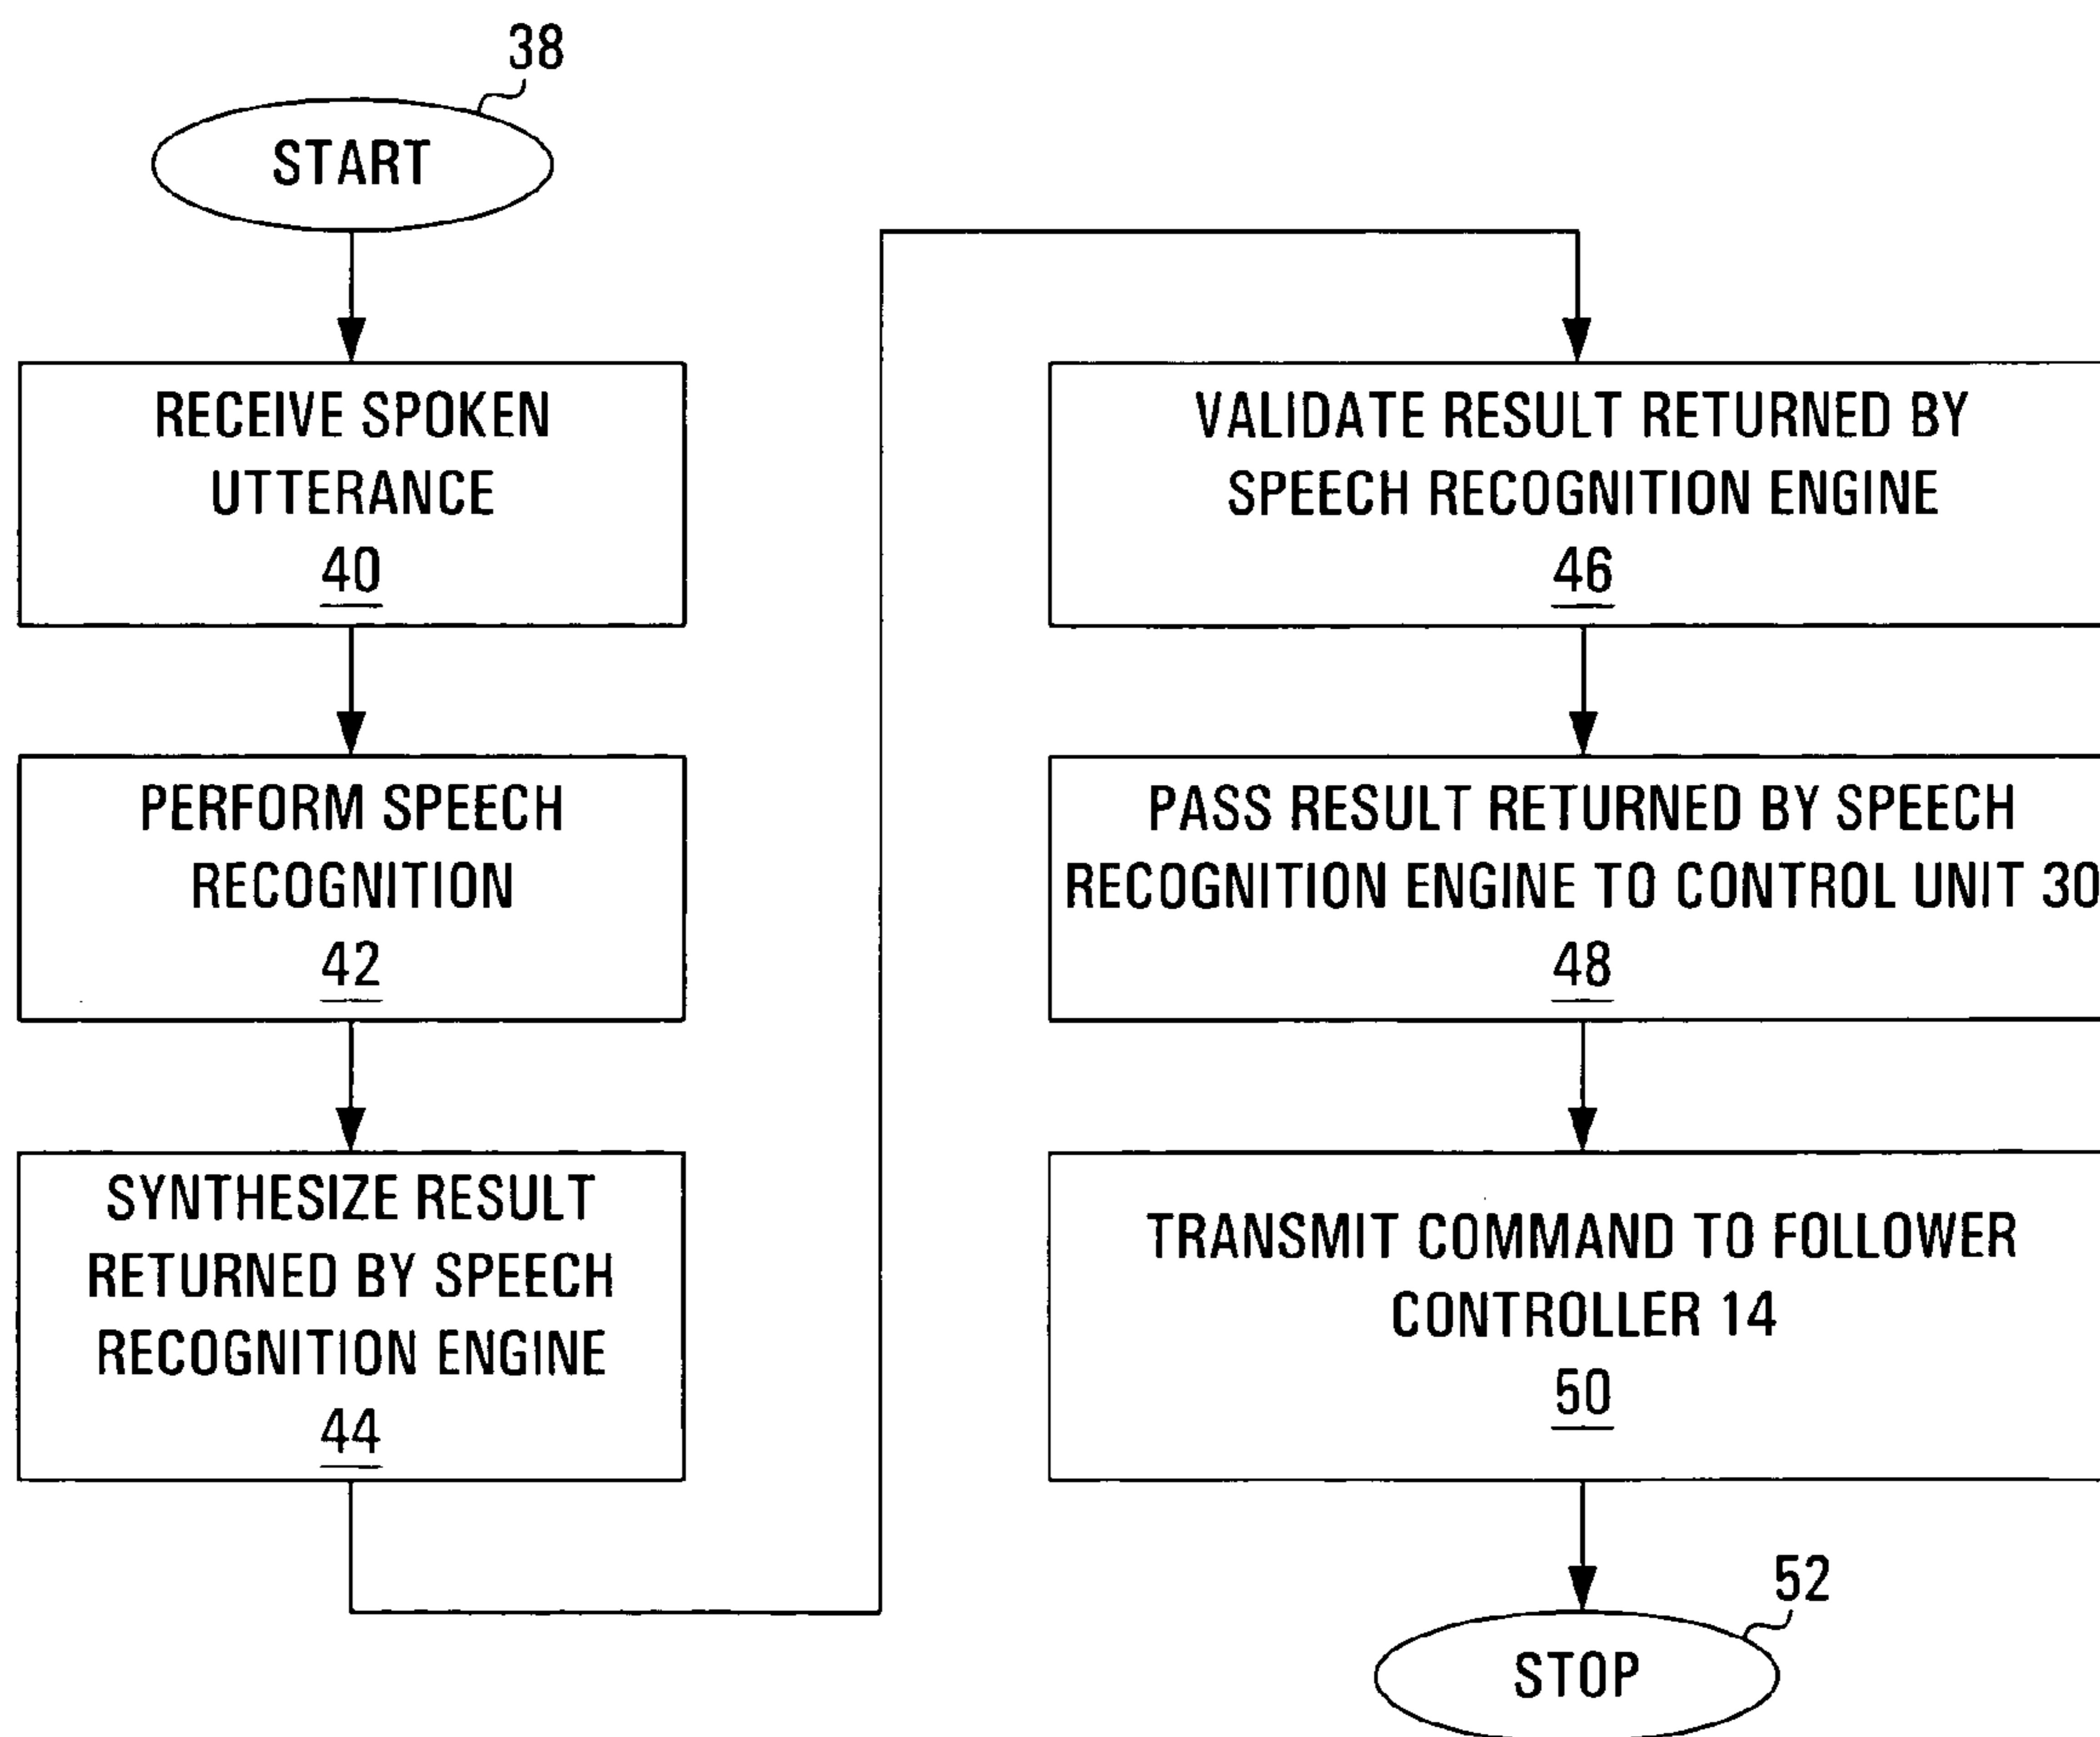 38
START
RECEIVE SPOKEN
UTTERANCE
40
PERFORM SPEECH
RECOGNITION
42
SYNTHESIZE RESULT
RETURNED BY SPEECH
RECOGNITION ENGINE
44
VALIDATE RESULT RETURNED BY
SPEECH RECOGNITION ENGINE
46
PASS RESULT RETURNED BY SPEECH
RECOGNITION ENGINE TO CONTROL UNIT 30
48
TRANSMIT COMMAND TO FOLLOWER
CONTROLLER 14
50
52
STOP